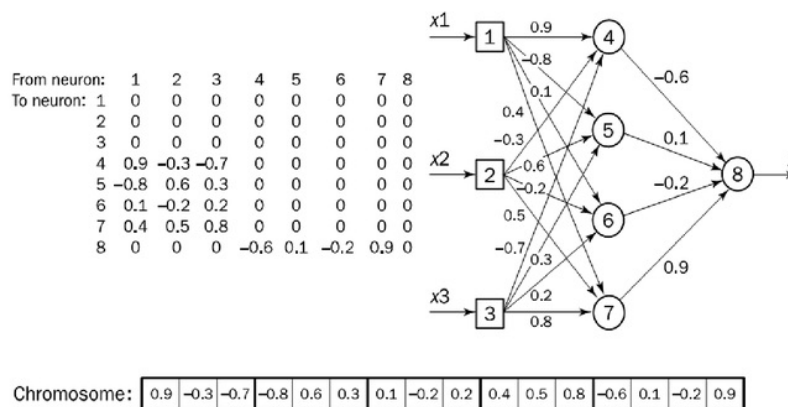 From neuron: 1 2 3 4 5 6 7 8
To neuron: 1 0 0 0 0 0 0 0 0
2 0 0 0 0 0 0 0 0
3 0 0 0 0 0 0 0 0
4 0.9 −0.3 −0.7 0 0 0 0 0
5 −0.8 0.6 0.3 0 0 0 0 0
6 0.1 −0.2 0.2 0 0 0 0 0
7 0.4 0.5 0.8 0 0 0 0 0
8 0 0 0 −0.6 0.1 −0.2 0.9 0
x1 1 0.9 4
−0.8
−0.6
0.1
0.4
5
−0.3
0.1
x2 2 0.6 8
−0.2
−0.2
0.5 6
−0.7
0.3
0.9
x3 3 0.2 7
0.8
Chromosome: 0.9 −0.3 −0.7 −0.8 0.6 0.3 0.1 −0.2 0.2 0.4 0.5 0.8 −0.6 0.1 −0.2 0.9